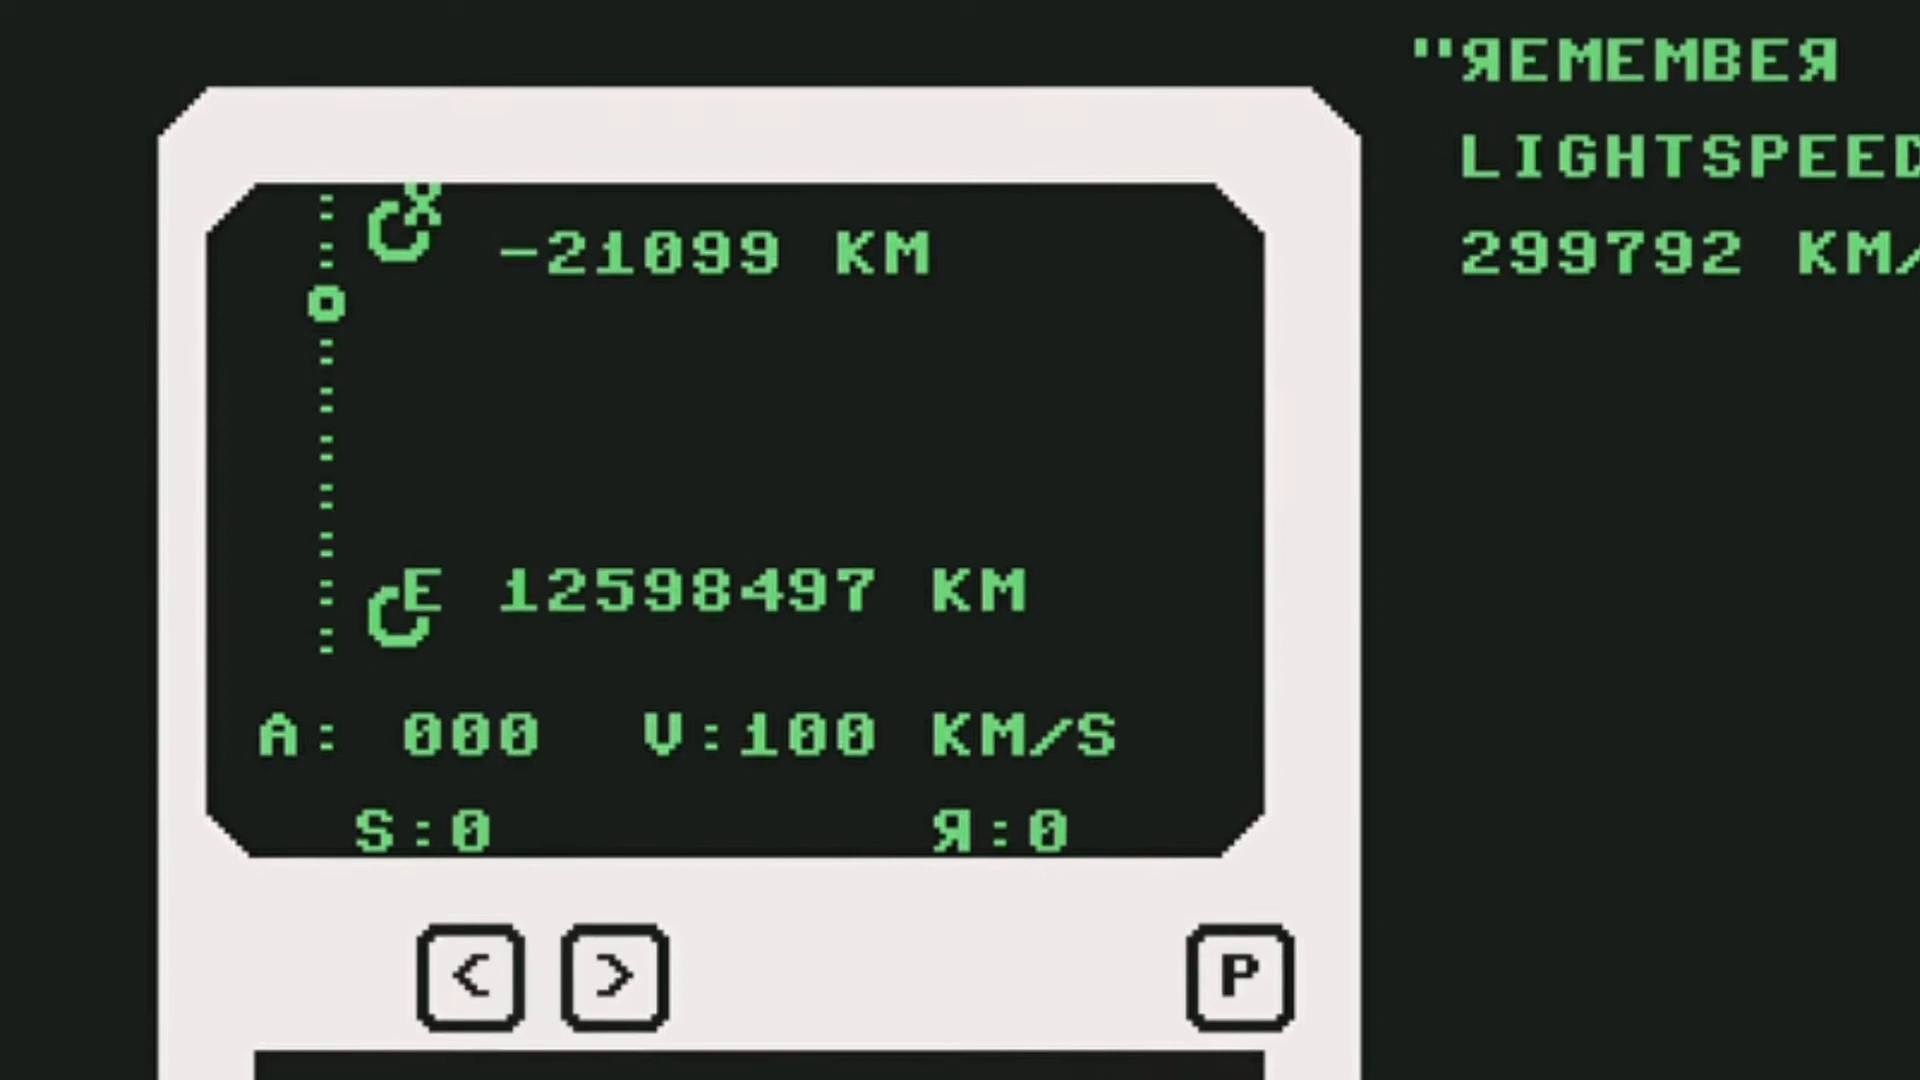 "ЯEMEMBEЯ
LIGHTSPEED
299792 KM/
X -21099 KM
E 12598497 KM
A: 000 V:100 KM/S
S:0 Я:0
< > P